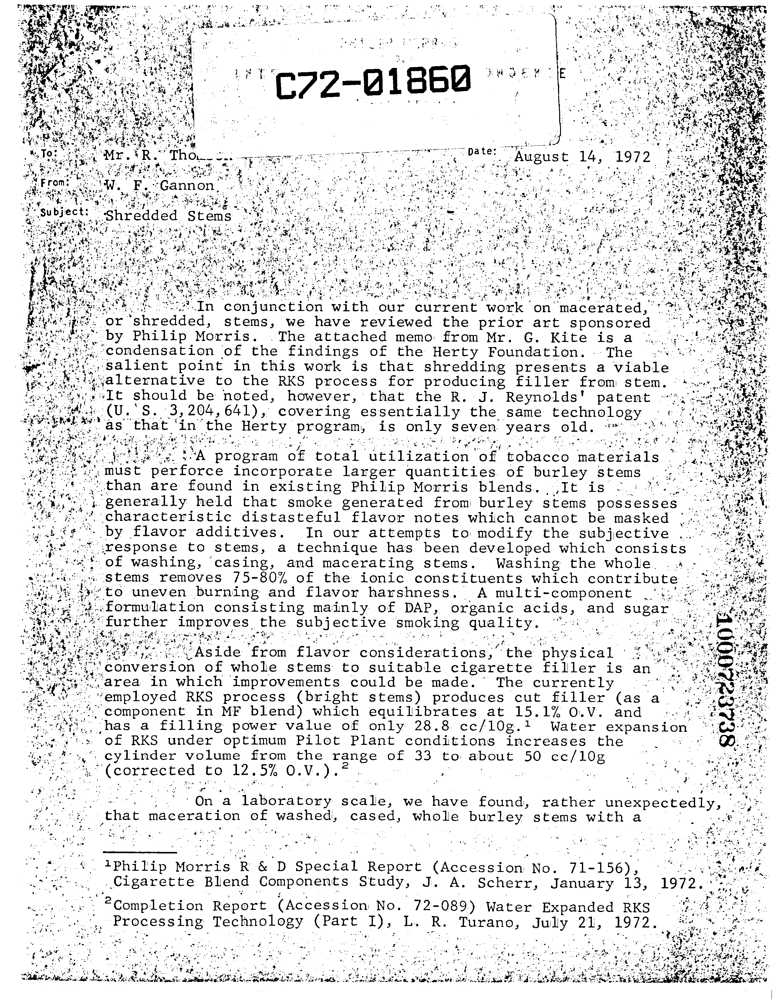 C72-01860
To: Mr. R.
Date: August 14, 1972
From: W. F. Gannon
Subject: Shredded Stems
In conjunction with our current work on macerated,
or shredded, stems, we have reviewed the prior art sponsored
by Philip Morris. The attached memo from Mr. G. Kite is a
condensation of the findings of the Herty Foundation. The
salient point in this work is that shredding presents a viable
alternative to the RKS process for producing filler from stem.
It should be noted, however, that the R. J. Reynolds' patent
(U. S. 3,204,641), covering essentially the same technology
as that in the Herty program, is only seven years old.
A program of total utilization of tobacco materials
must perforce incorporate larger quantities of burley stems
than are found in existing Philip Morris blends. It is
generally held that smoke generated from burley stems possesses
characteristic distasteful flavor notes which cannot be masked
by flavor additives. In our attempts to modify the subjective
response to stems, a technique has been developed which consists
of washing, casing, and macerating stems. Washing the whole
stems removes 75-80% of the ionic constituents which contribute
to uneven burning and flavor harshness. A multi-component
formulation consisting mainly of DAP, organic acids, and sugar
further improves the subjective smoking quality.
Aside from flavor considerations, the physical
conversion of whole stems to suitable cigarette filler is an
area in which improvements could be made. The currently
employed RKS process (bright stems) produces cut filler (as a
component in MF blend) which equilibrates at 15.1% O.V. and
has a filling power value of only 28.8 cc/10g.¹ Water expansion
of RKS under optimum Pilot Plant conditions increases the
cylinder volume from the range of 33 to about 50 cc/10g
(corrected to 12.5% O.V.).²
On a laboratory scale, we have found, rather unexpectedly,
that maceration of washed, cased, whole burley stems with a
¹Philip Morris R & D Special Report (Accession No. 71-156),
Cigarette Blend Components Study, J. A. Scherr, January 13, 1972.
²Completion Report (Accession No. 72-089) Water Expanded RKS
Processing Technology (Part I), L. R. Turano, July 21, 1972.
1000723738